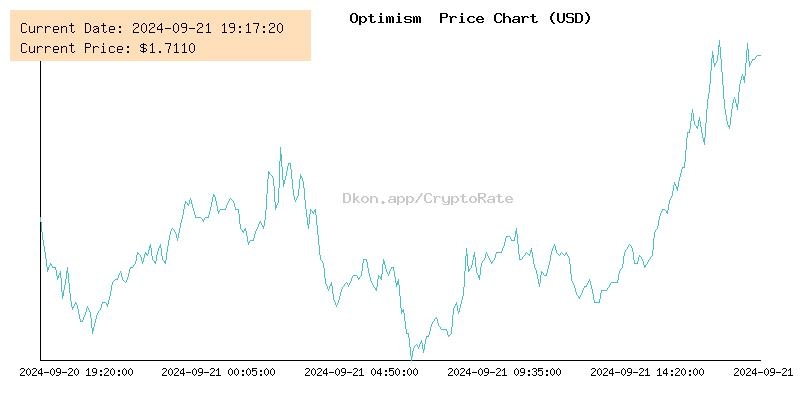 Optimism  Price Chart (USD)
Current Date: 2024-09-21 19:17:20
Current Price: $1.7110
Dkon.app/CryptoRate
2024-09-20 19:20:00 2024-09-21 00:05:00 2024-09-21 04:50:00 2024-09-21 09:35:00 2024-09-21 14:20:00 2024-09-21